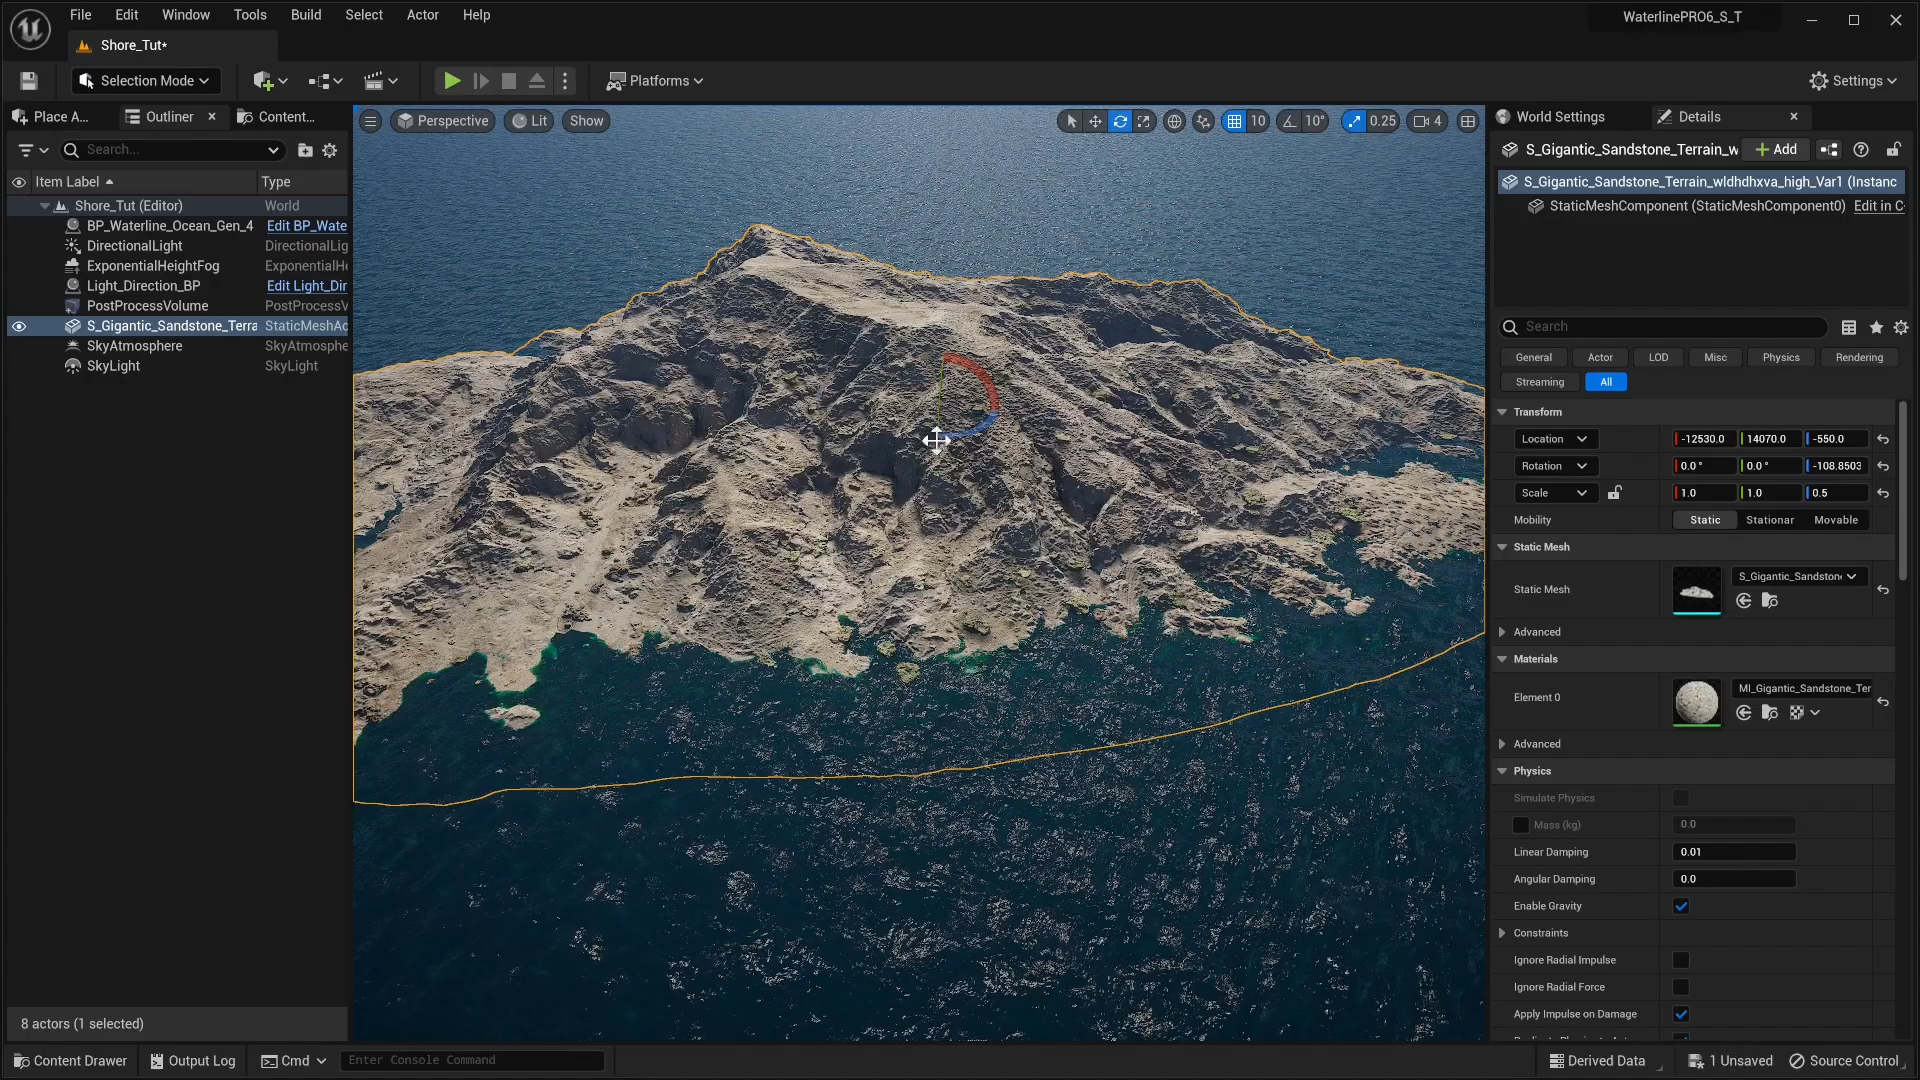 File Edit Window Tools Build Select Actor Help
WaterlinePRO6_S_T
Shore_Tut*
Selection Mode
Platforms
Settings
Place A...
Outliner
Content...
Search...
Item Label
Type
Shore_Tut (Editor) World
BP_Waterline_Ocean_Gen_4 Edit BP_Wate
DirectionalLight DirectionalLig
ExponentialHeightFog ExponentialHe
Light_Direction_BP Edit Light_Dir
PostProcessVolume PostProcessV
S_Gigantic_Sandstone_Terra StaticMeshAc
SkyAtmosphere SkyAtmosphe
SkyLight SkyLight
8 actors (1 selected)
Perspective
Lit
Show
10
10°
0.25
4
World Settings
Details
S_Gigantic_Sandstone_Terrain_w
Add
S_Gigantic_Sandstone_Terrain_wldhdhxva_high_Var1 (Instanc
StaticMeshComponent (StaticMeshComponent0) Edit in C
Search
General Actor LOD Misc Physics Rendering
Streaming All
Transform
Location -12530.0 14070.0 -550.0
Rotation 0.0° 0.0° -108.8503
Scale 1.0 1.0 0.5
Mobility Static Stationar Movable
Static Mesh
Static Mesh S_Gigantic_Sandston
Advanced
Materials
Element 0 MI_Gigantic_Sandstone_Ter
Advanced
Physics
Simulate Physics
Mass (kg) 0.0
Linear Damping 0.01
Angular Damping 0.0
Enable Gravity
Constraints
Ignore Radial Impulse
Ignore Radial Force
Apply Impulse on Damage
Content Drawer
Output Log
Cmd
Enter Console Command
Derived Data
1 Unsaved
Source Control